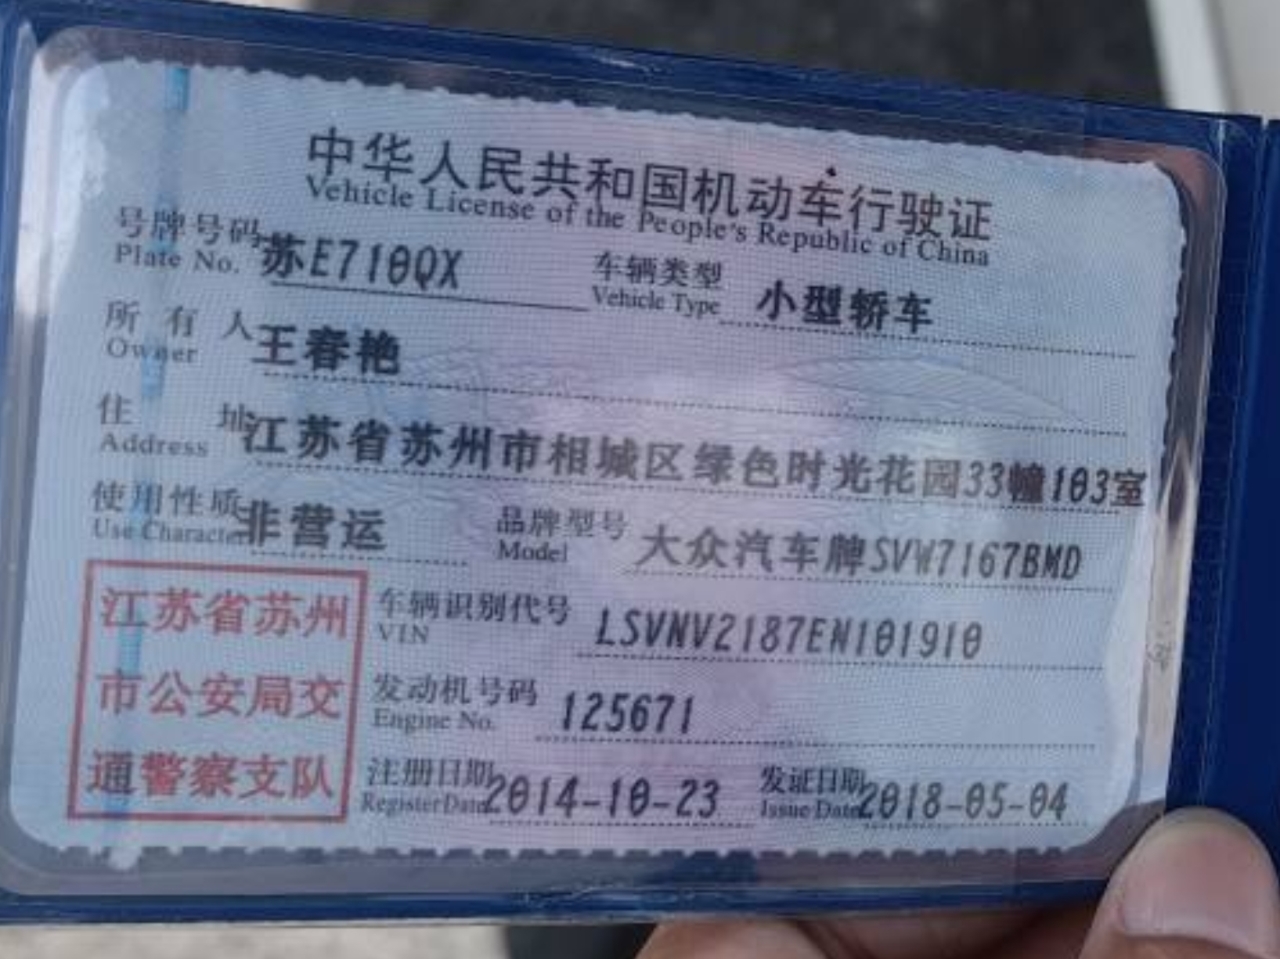 中华人民共和国机动车行驶证
Vehicle License of the People's Republic of China
号牌号码 苏E710QX 车辆类型 小型轿车
Plate No. Vehicle Type
所有人 王春艳
Owner
住址 江苏省苏州市相城区绿色时光花园33幢103室
Address
使用性质 非营运 品牌型号 大众汽车牌SVW7167BMD
Use Character Model
江苏省苏州
市公安局交
通警察支队
车辆识别代号 LSVNV2187EN101910
VIN
发动机号码 125671
Engine No.
注册日期 2014-10-23 发证日期 2018-05-04
Register Date Issue Date